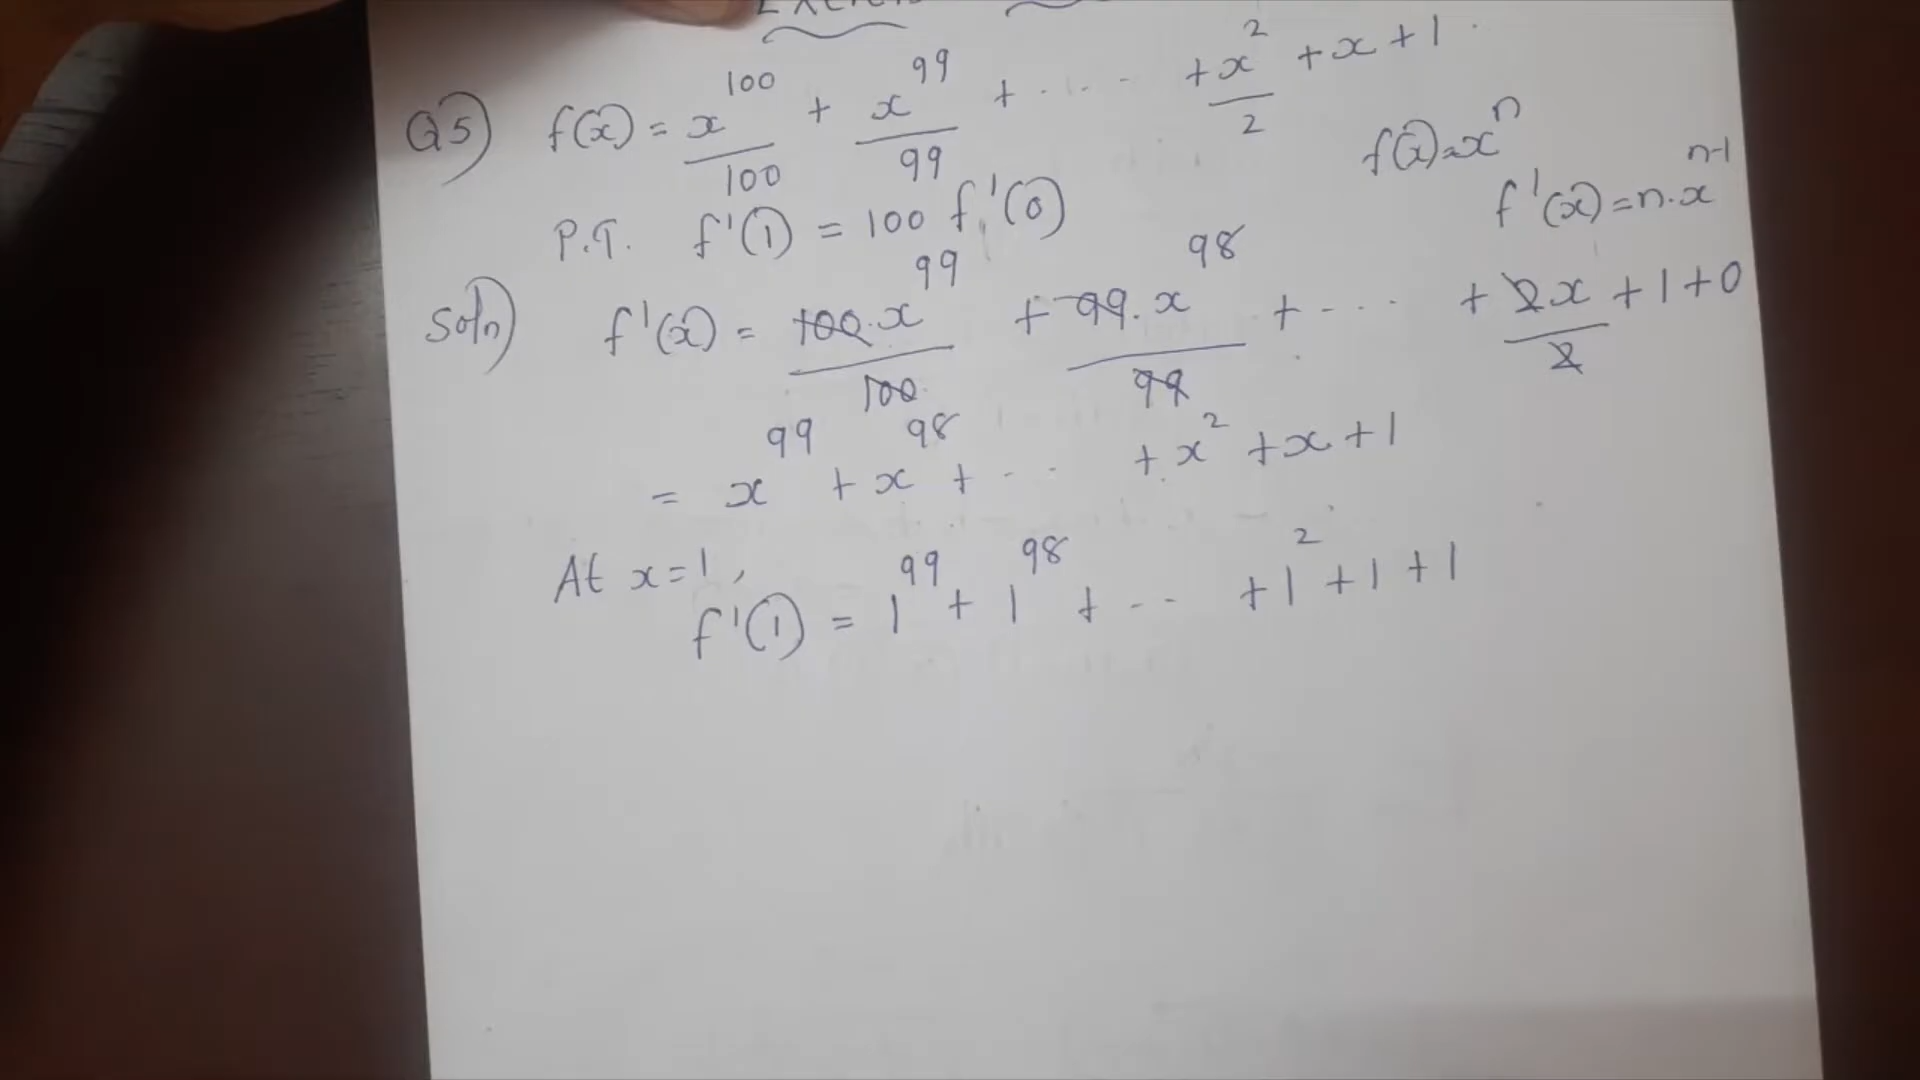 Q5) f(x) = x^100/100 + x^99/99 + ..... + x^2/2 + x + 1.
f(x) = x^n
P.T. f'(1) = 100 f'(0)
f'(x) = n.x^n-1
Soln) f'(x) = 100.x^99/100 + 99.x^98/99 + .... + 2x/2 + 1 + 0
= x^99 + x^98 + .... + x^2 + x + 1
At x = 1,
f'(1) = 1^99 + 1^98 + ... + 1^2 + 1 + 1